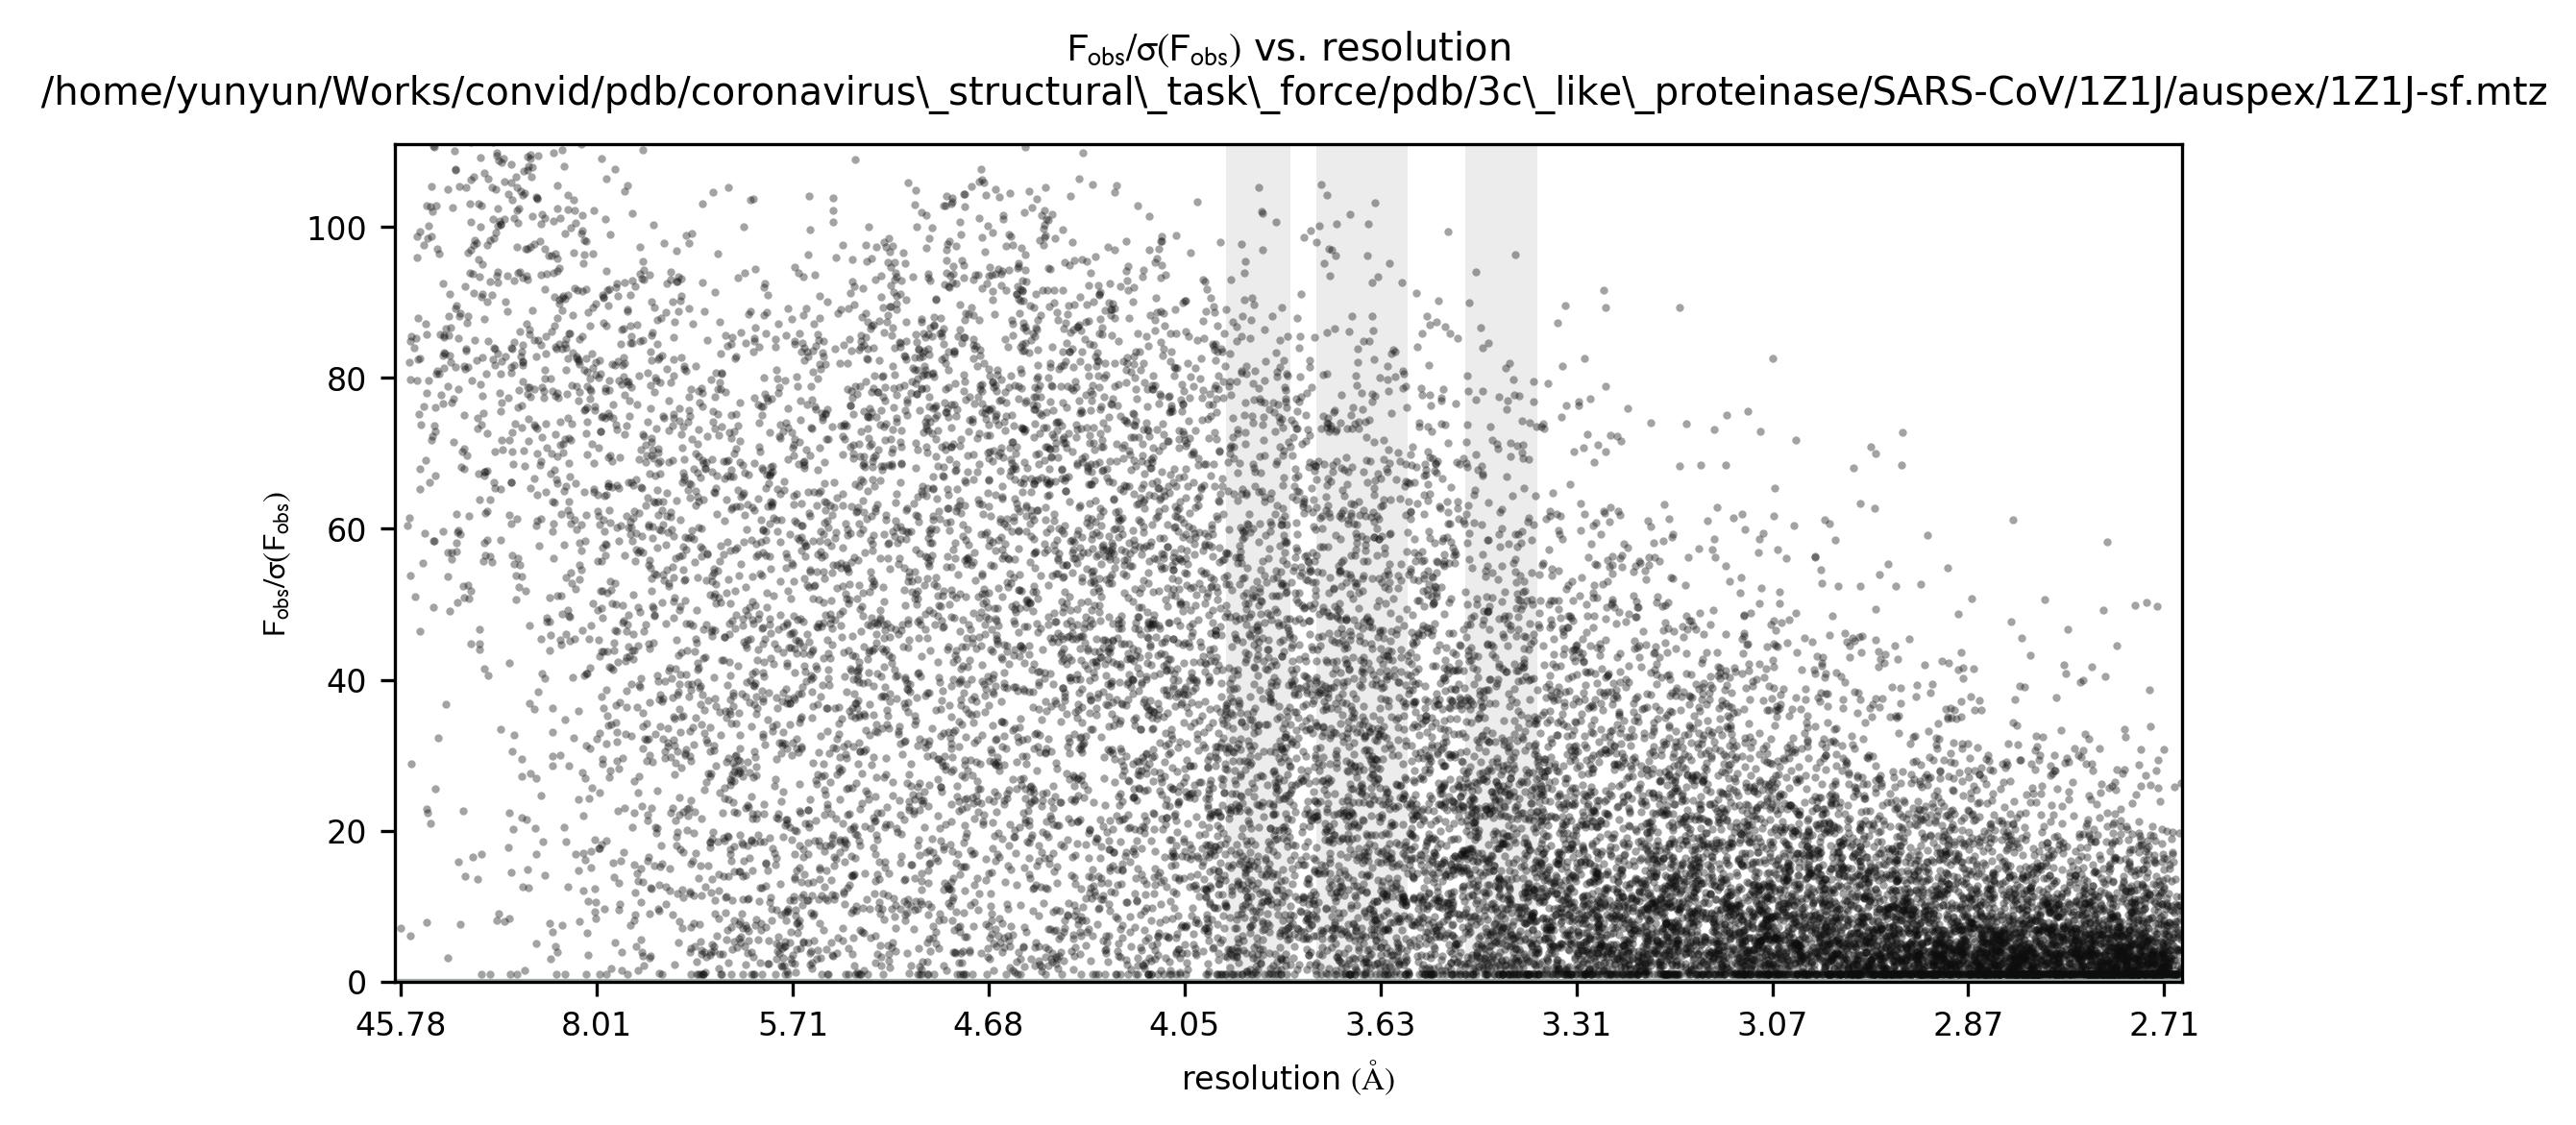 Fobs/σ(Fobs) vs. resolution
/home/yunyun/Works/convid/pdb/coronavirus\_structural\_task\_force/pdb/3c\_like\_proteinase/SARS-CoV/1Z1J/auspex/1Z1J-sf.mtz
Fobs/σ(Fobs)
100
80
60
40
20
0
45.78 8.01 5.71 4.68 4.05 3.63 3.31 3.07 2.87 2.71
resolution (Å)